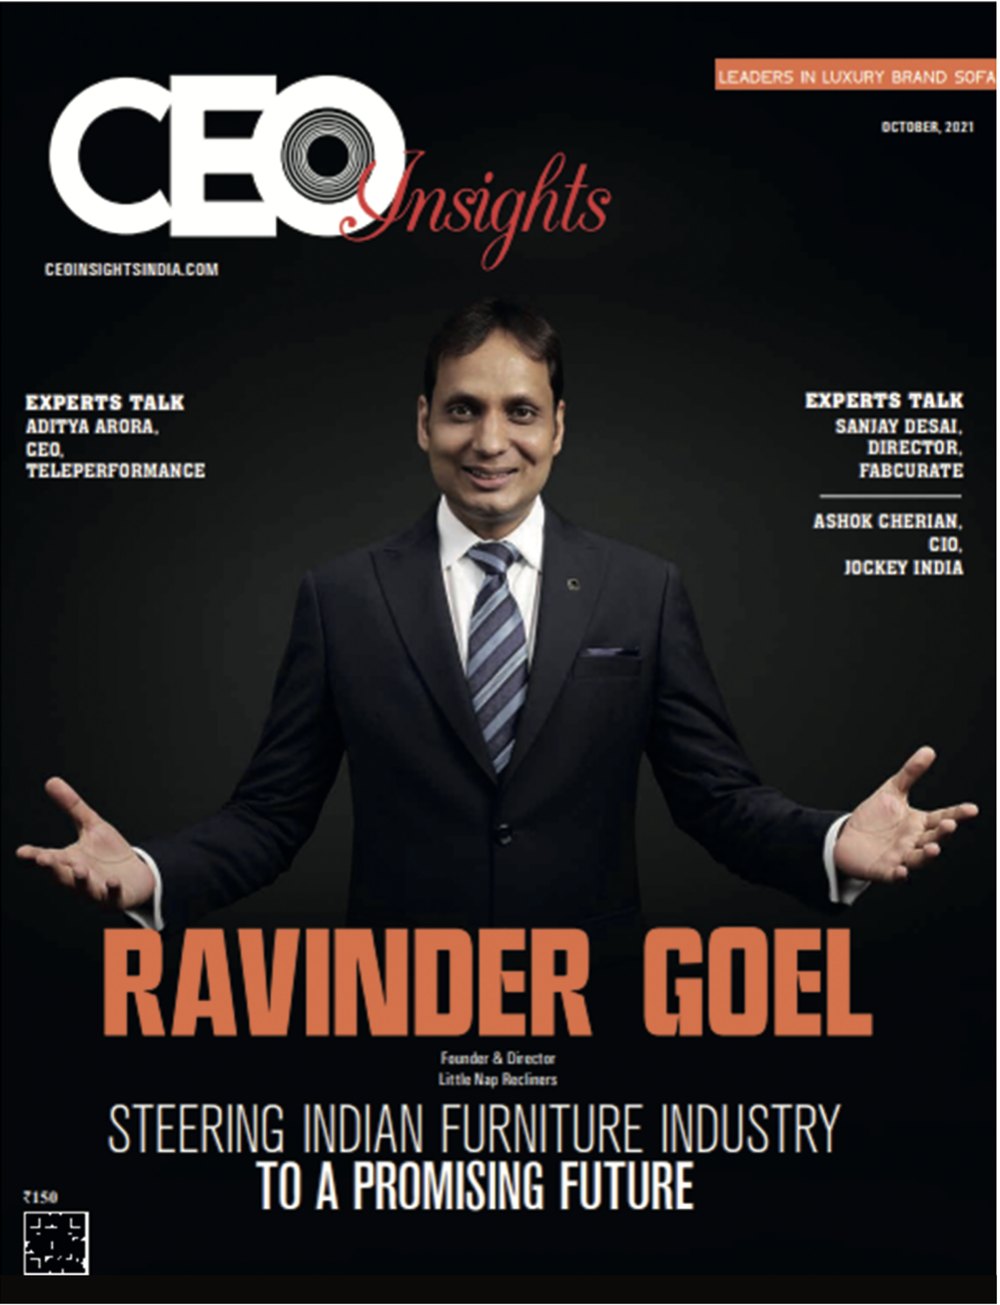 LEADERS IN LUXURY BRAND SOFA
OCTOBER, 2021
CEO Insights
CEOINSIGHTSINDIA.COM
EXPERTS TALK
ADITYA ARORA,
CEO,
TELEPERFORMANCE
EXPERTS TALK
SANJAY DESAI,
DIRECTOR,
FABCURATE
ASHOK CHERIAN,
CIO,
JOCKEY INDIA
RAVINDER GOEL
Founder & Director
Little Nap Recliners
STEERING INDIAN FURNITURE INDUSTRY
TO A PROMISING FUTURE
₹150